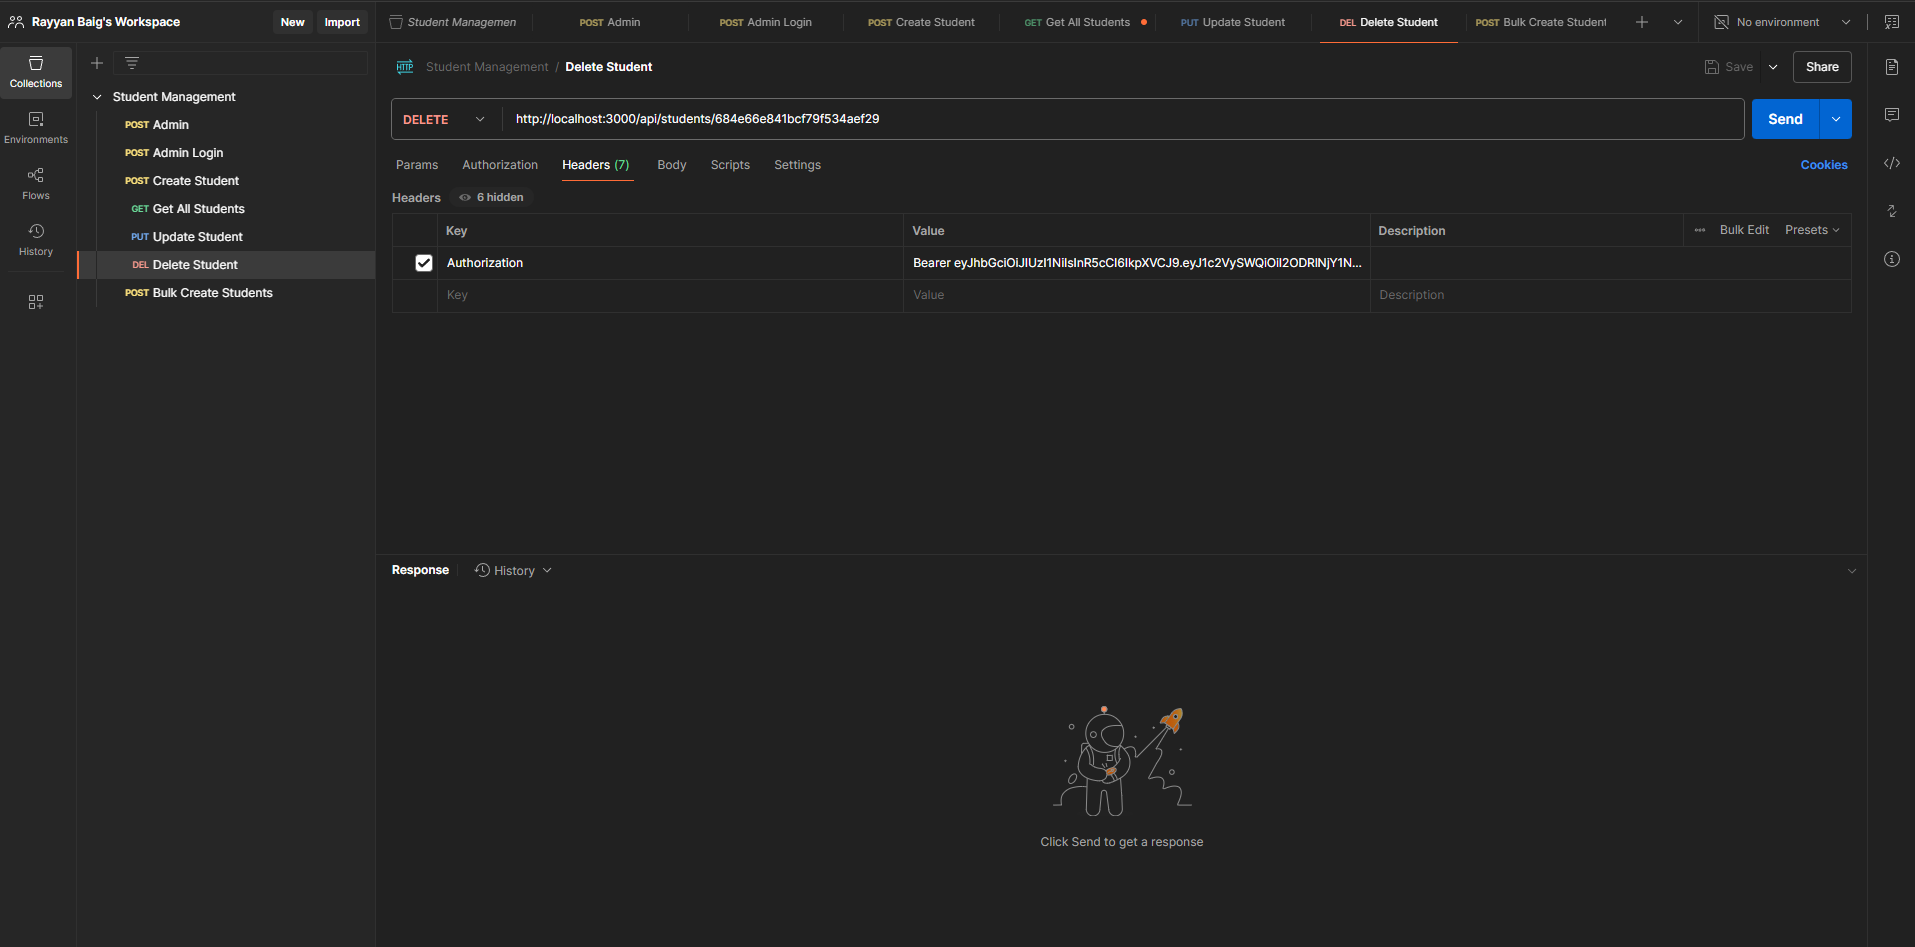 Rayyan Baig's Workspace
New
Import
Student Managemen
POST Admin
POST Admin Login
POST Create Student
GET Get All Students
PUT Update Student
DEL Delete Student
POST Bulk Create Student
No environment
Collections
Environments
Flows
History
Student Management
POST Admin
POST Admin Login
POST Create Student
GET Get All Students
PUT Update Student
DEL Delete Student
POST Bulk Create Students
HTTP
Student Management / Delete Student
Save
Share
DELETE
http://localhost:3000/api/students/684e66e841bcf79f534aef29
Send
Params
Authorization
Headers (7)
Body
Scripts
Settings
Cookies
Headers
6 hidden
Key
Value
Description
Bulk Edit
Presets
Authorization
Bearer eyJhbGciOiJIUzI1NiIsInR5cCI6IkpXVCJ9.eyJ1c2VySWQiOiI2ODRlNjY1N...
Key
Value
Description
Response
History
Click Send to get a response